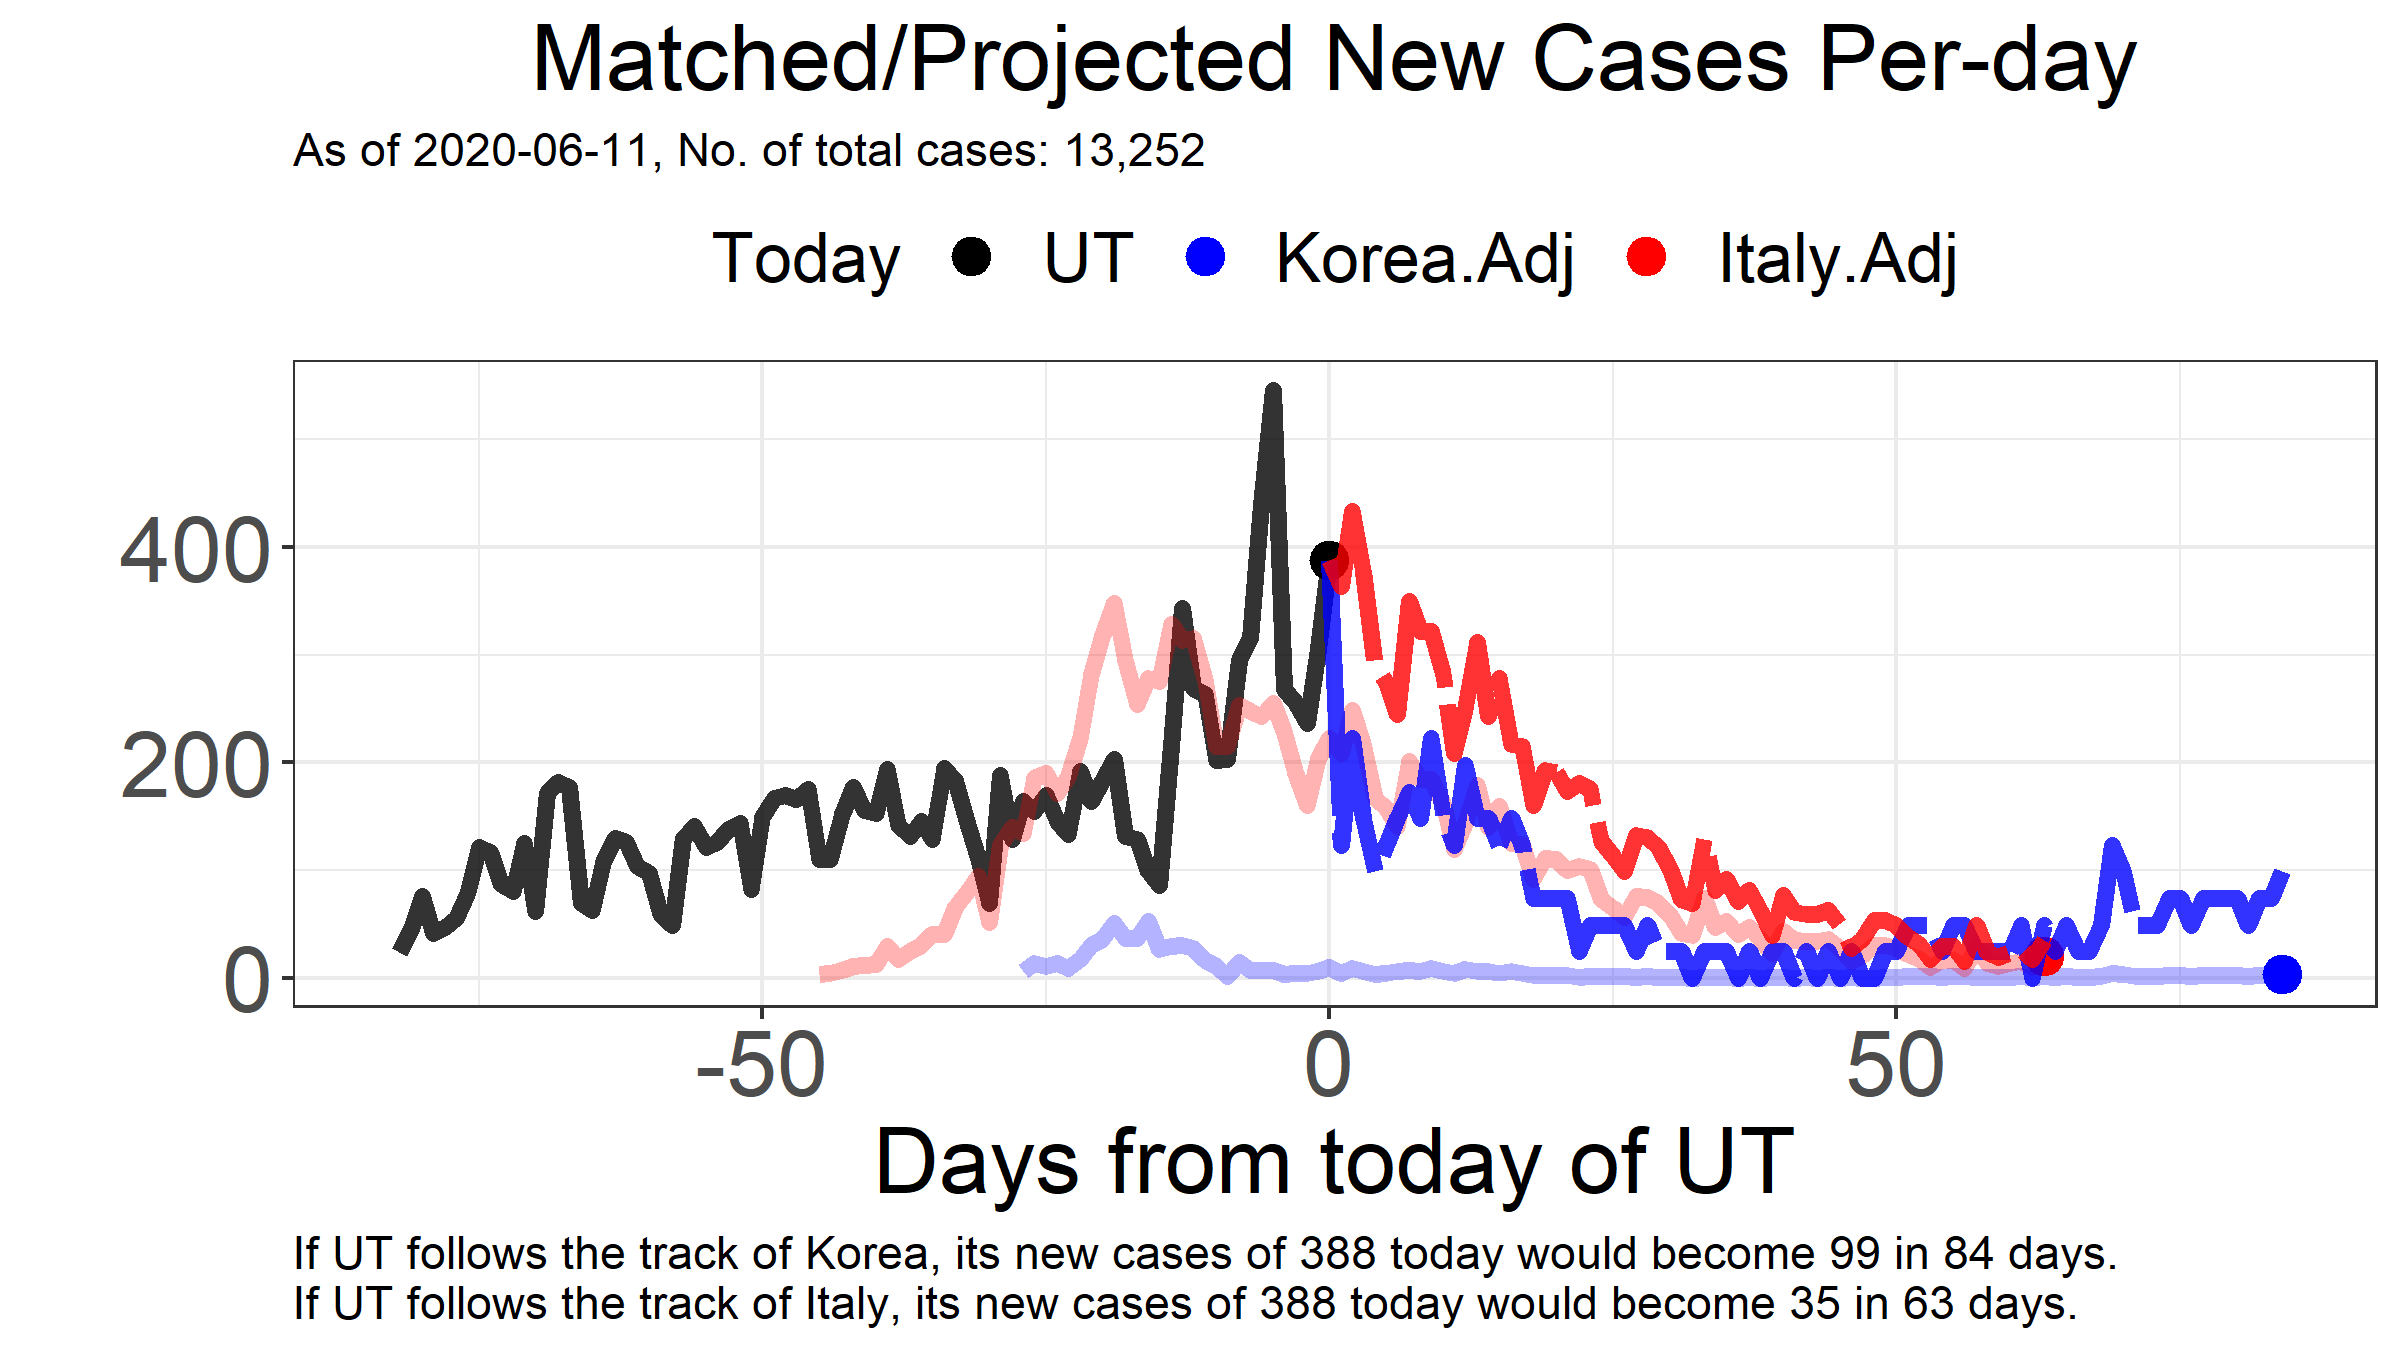 Matched/Projected New Cases Per-day
As of 2020-06-11, No. of total cases: 13,252
Today UT Korea.Adj Italy.Adj
400
200
0
-50 0 50
Days from today of UT
If UT follows the track of Korea, its new cases of 388 today would become 99 in 84 days.
If UT follows the track of Italy, its new cases of 388 today would become 35 in 63 days.